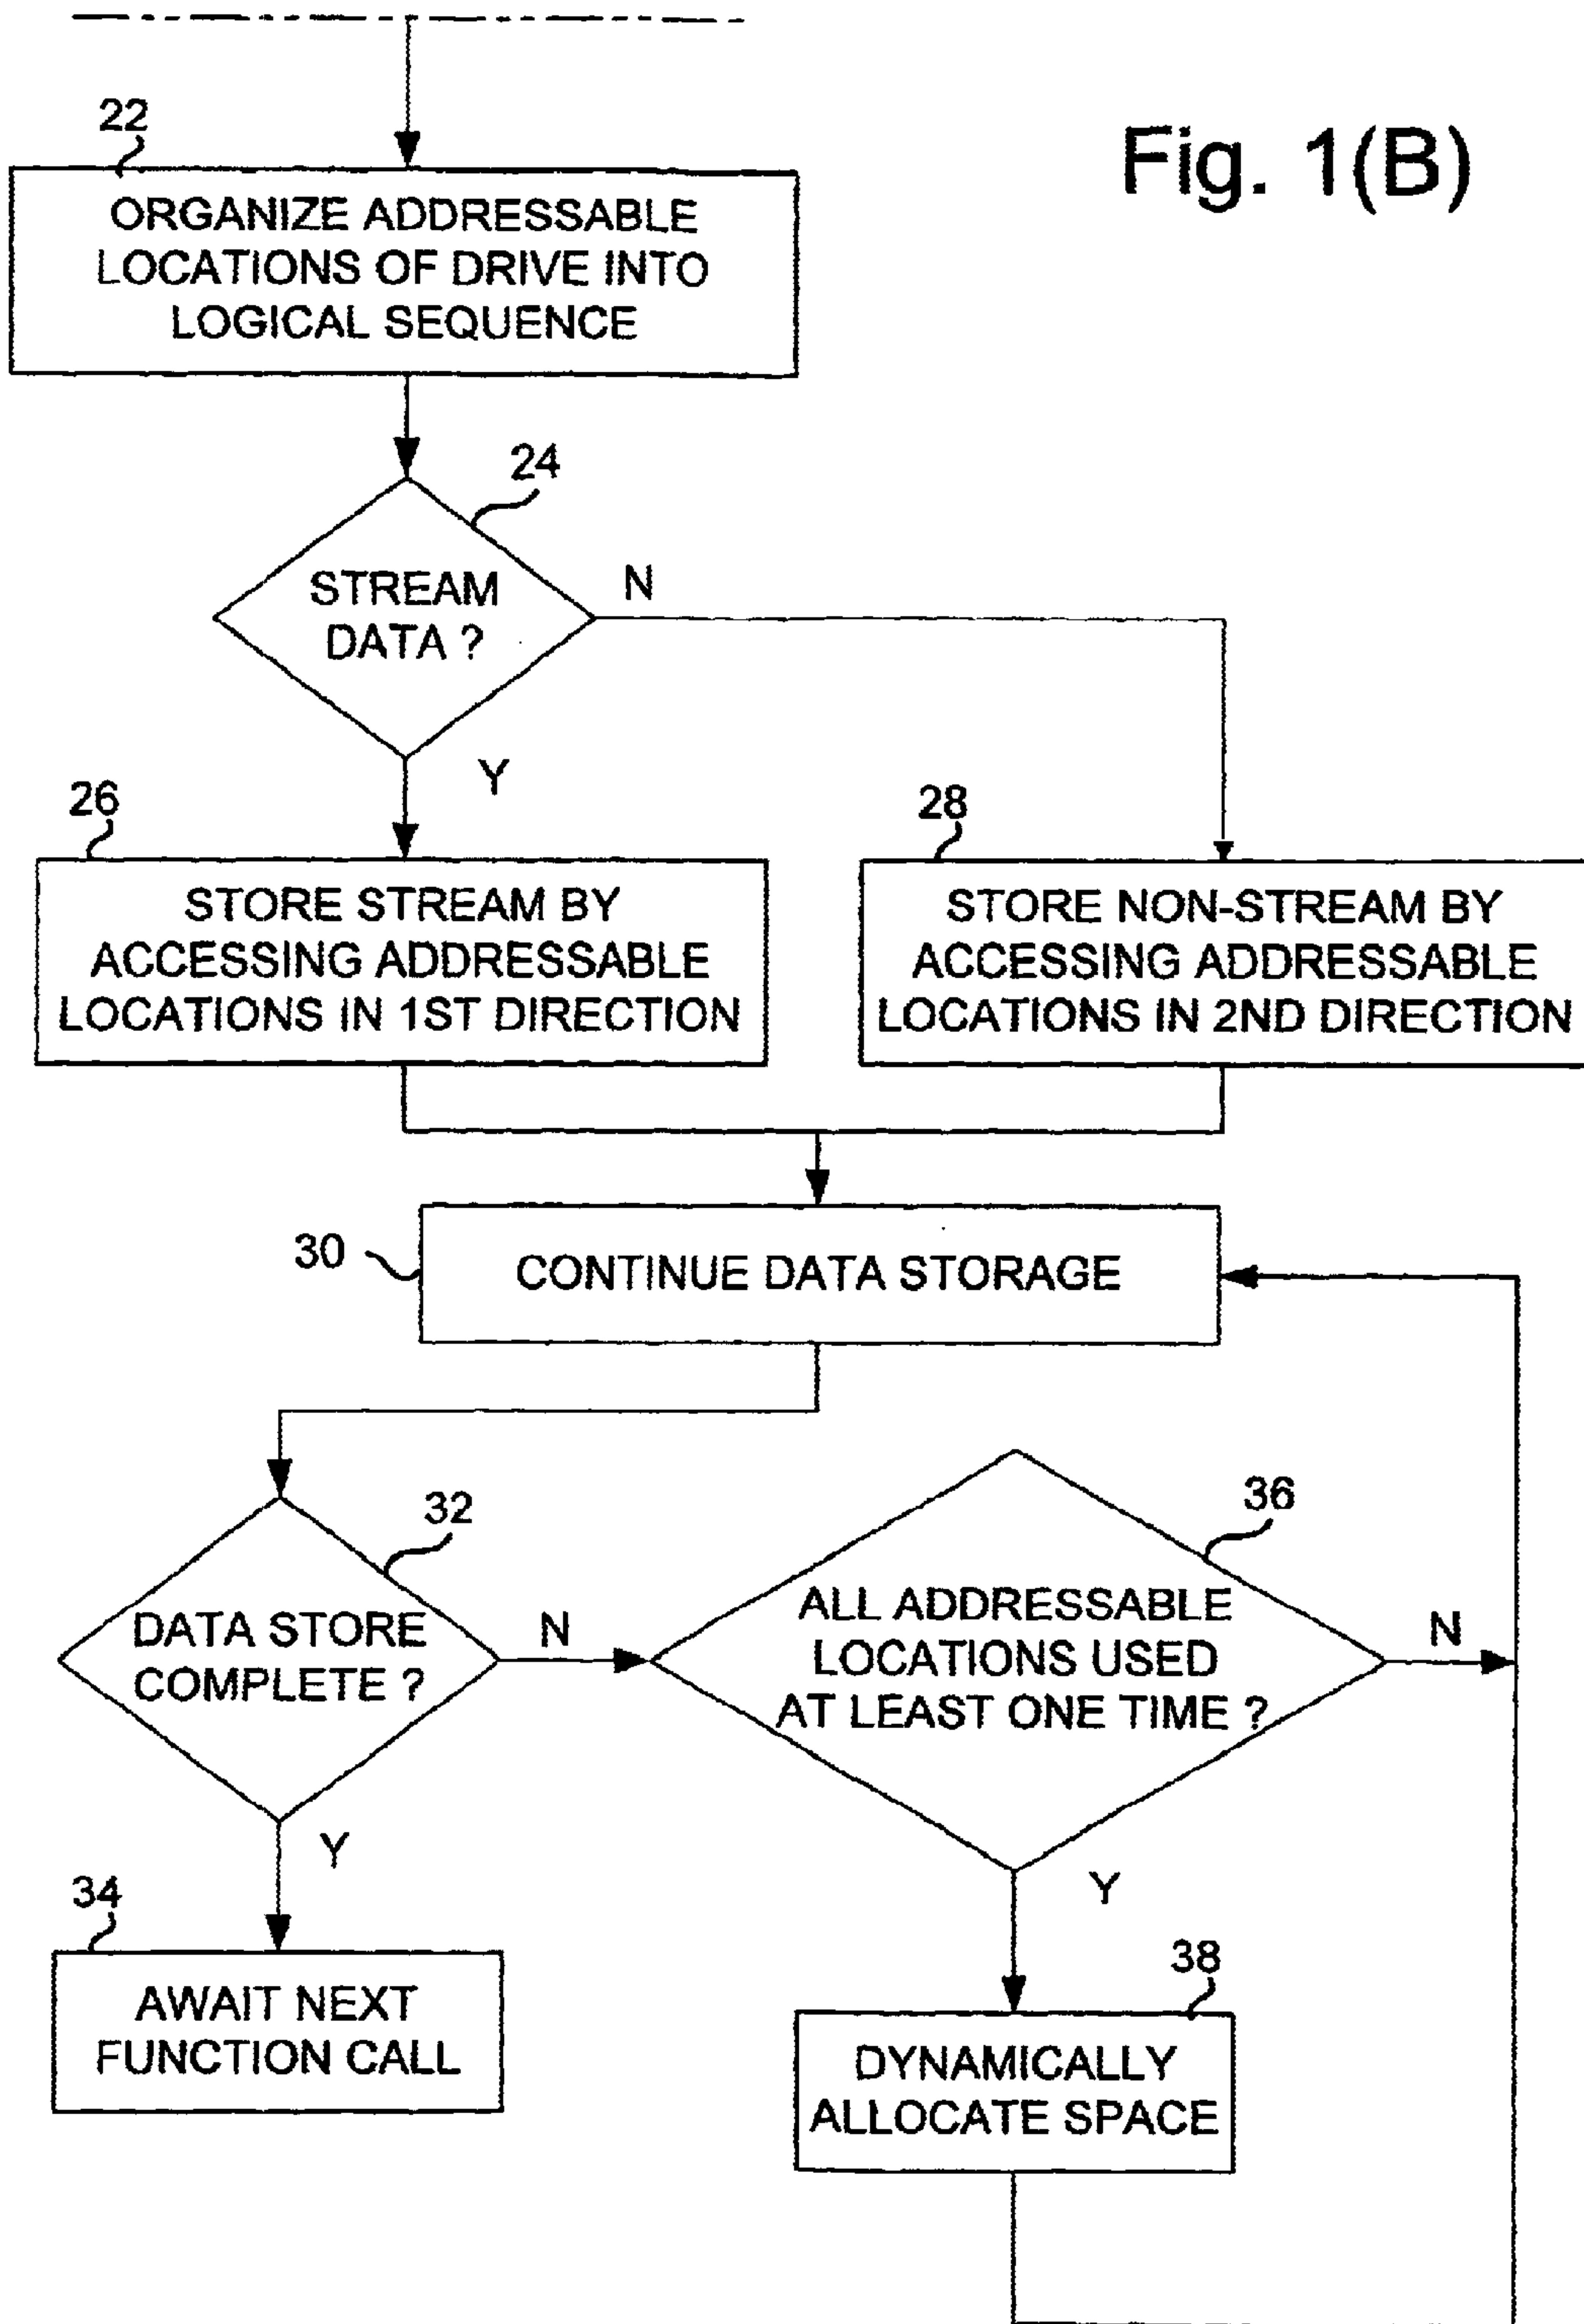 Fig. 1(B)
22
ORGANIZE ADDRESSABLE
LOCATIONS OF DRIVE INTO
LOGICAL SEQUENCE
24
STREAM
DATA ?
N
Y
26
STORE STREAM BY
ACCESSING ADDRESSABLE
LOCATIONS IN 1ST DIRECTION
28
STORE NON-STREAM BY
ACCESSING ADDRESSABLE
LOCATIONS IN 2ND DIRECTION
30
CONTINUE DATA STORAGE
32
DATA STORE
COMPLETE ?
N
Y
36
ALL ADDRESSABLE
LOCATIONS USED
AT LEAST ONE TIME ?
N
Y
34
AWAIT NEXT
FUNCTION CALL
38
DYNAMICALLY
ALLOCATE SPACE